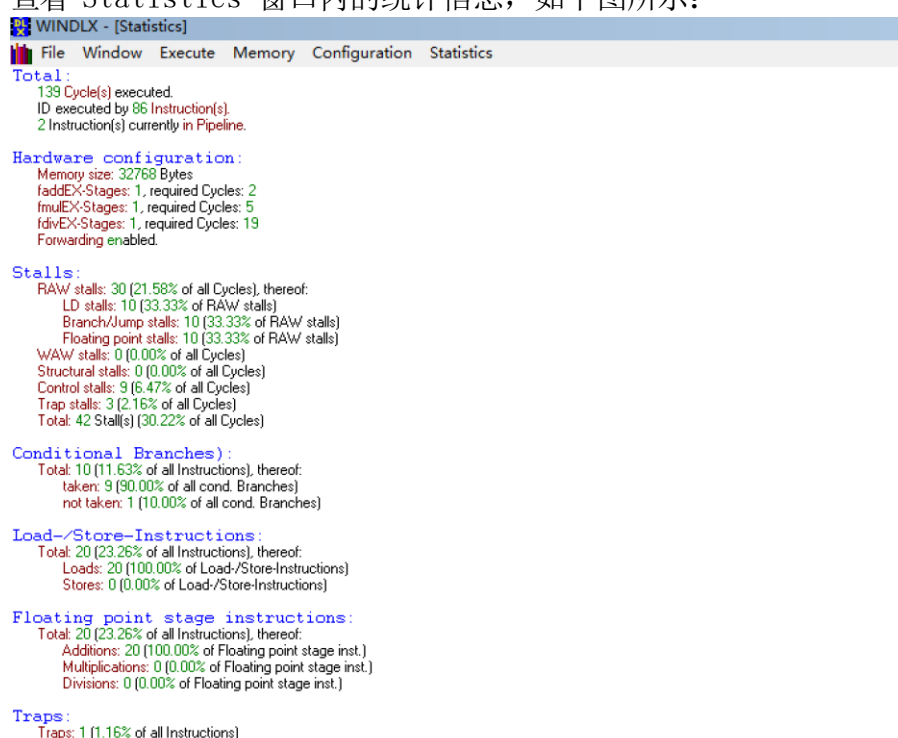 查看 Statistics 窗口内的统计信息，如下图所示：
WINDLX - [Statistics]
File Window Execute Memory Configuration Statistics
Total:
139 Cycle(s) executed.
ID executed by 86 Instruction(s).
2 Instruction(s) currently in Pipeline.
Hardware configuration:
Memory size: 32768 Bytes
faddEX-Stages: 1, required Cycles: 2
fmulEX-Stages: 1, required Cycles: 5
fdivEX-Stages: 1, required Cycles: 19
Forwarding enabled.
Stalls:
RAW stalls: 30 (21.58% of all Cycles), thereof:
LD stalls: 10 (33.33% of RAW stalls)
Branch/Jump stalls: 10 (33.33% of RAW stalls)
Floating point stalls: 10 (33.33% of RAW stalls)
WAW stalls: 0 (0.00% of all Cycles)
Structural stalls: 0 (0.00% of all Cycles)
Control stalls: 9 (6.47% of all Cycles)
Trap stalls: 3 (2.16% of all Cycles)
Total: 42 Stall(s) (30.22% of all Cycles)
Conditional Branches):
Total: 10 (11.63% of all Instructions), thereof:
taken: 9 (90.00% of all cond. Branches)
not taken: 1 (10.00% of all cond. Branches)
Load-/Store-Instructions:
Total: 20 (23.26% of all Instructions), thereof:
Loads: 20 (100.00% of Load-/Store-Instructions)
Stores: 0 (0.00% of Load-/Store-Instructions)
Floating point stage instructions:
Total: 20 (23.26% of all Instructions), thereof:
Additions: 20 (100.00% of Floating point stage inst.)
Multiplications: 0 (0.00% of Floating point stage inst.)
Divisions: 0 (0.00% of Floating point stage inst.)
Traps:
Traps: 1 (1.16% of all Instructions)